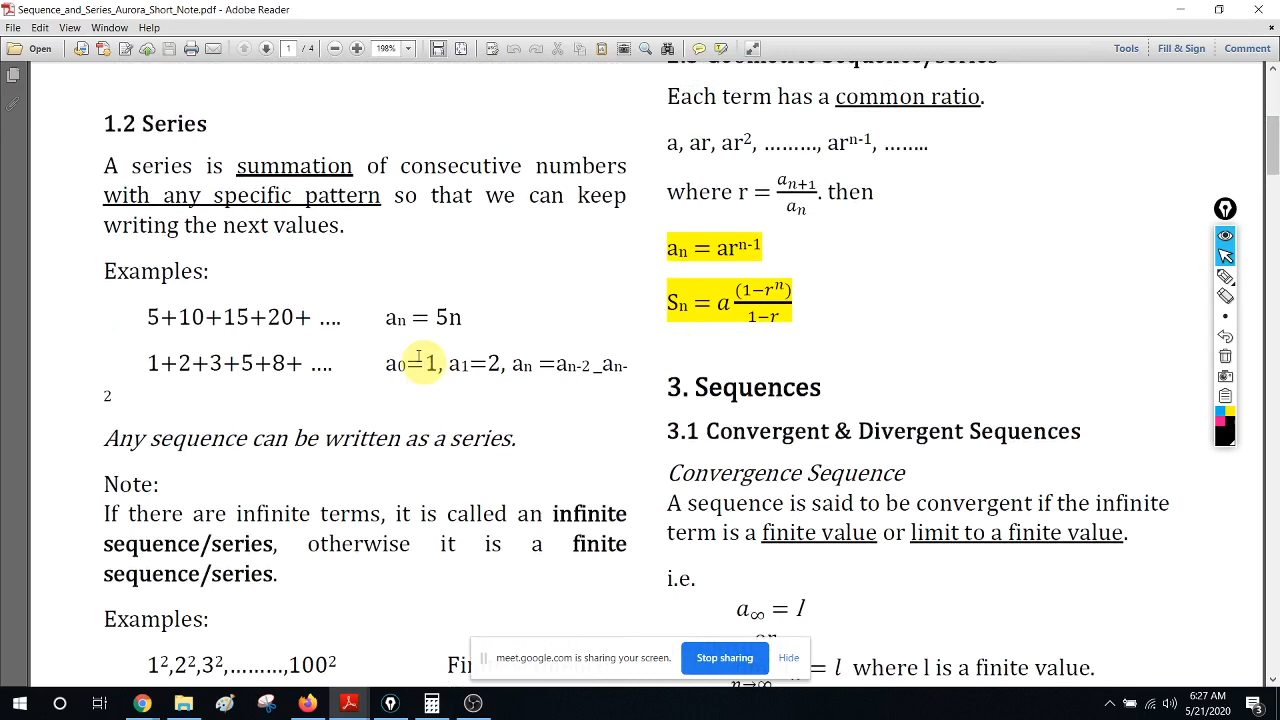 Sequence_and_Series_Aurora_Short_Note.pdf - Adobe Reader
File Edit View Window Help
Open 1 / 4 198% Tools Fill & Sign Comment
1.2 Series
A series is summation of consecutive numbers
with any specific pattern so that we can keep
writing the next values.
Examples:
5+10+15+20+ .... aₙ = 5n
1+2+3+5+8+ .... a₀=1, a₁=2, aₙ =aₙ₋₂ _aₙ₋
2
Any sequence can be written as a series.
Note:
If there are infinite terms, it is called an infinite
sequence/series, otherwise it is a finite
sequence/series.
Examples:
1²,2²,3²,.........,100²
Each term has a common ratio.
a, ar, ar², ........., arⁿ⁻¹, ........
where r = aₙ₊₁/aₙ. then
aₙ = arⁿ⁻¹
Sₙ = a (1−rⁿ)/1−r
3. Sequences
3.1 Convergent & Divergent Sequences
Convergence Sequence
A sequence is said to be convergent if the infinite
term is a finite value or limit to a finite value.
i.e.
a∞ = l
= l where l is a finite value.
meet.google.com is sharing your screen. Stop sharing Hide
6:27 AM
5/21/2020
3